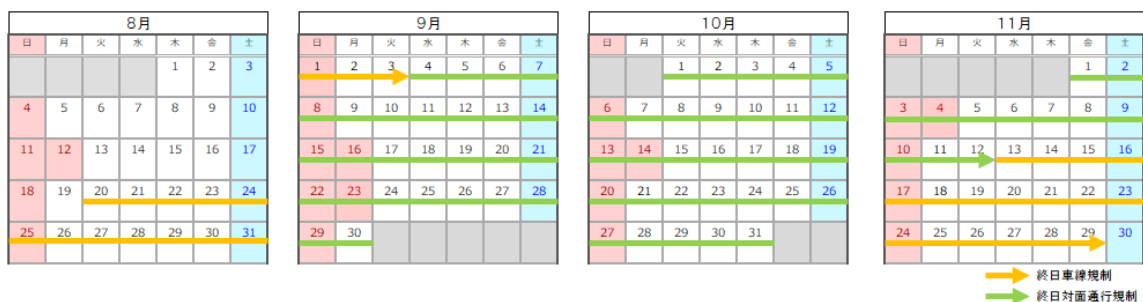 8月
日 月 火 水 木 金 土
1 2 3
4 5 6 7 8 9 10
11 12 13 14 15 16 17
18 19 20 21 22 23 24
25 26 27 28 29 30 31
9月
日 月 火 水 木 金 土
1 2 3 4 5 6 7
8 9 10 11 12 13 14
15 16 17 18 19 20 21
22 23 24 25 26 27 28
29 30
10月
日 月 火 水 木 金 土
1 2 3 4 5
6 7 8 9 10 11 12
13 14 15 16 17 18 19
20 21 22 23 24 25 26
27 28 29 30 31
11月
日 月 火 水 木 金 土
1 2
3 4 5 6 7 8 9
10 11 12 13 14 15 16
17 18 19 20 21 22 23
24 25 26 27 28 29 30
終日車線規制
終日対面通行規制